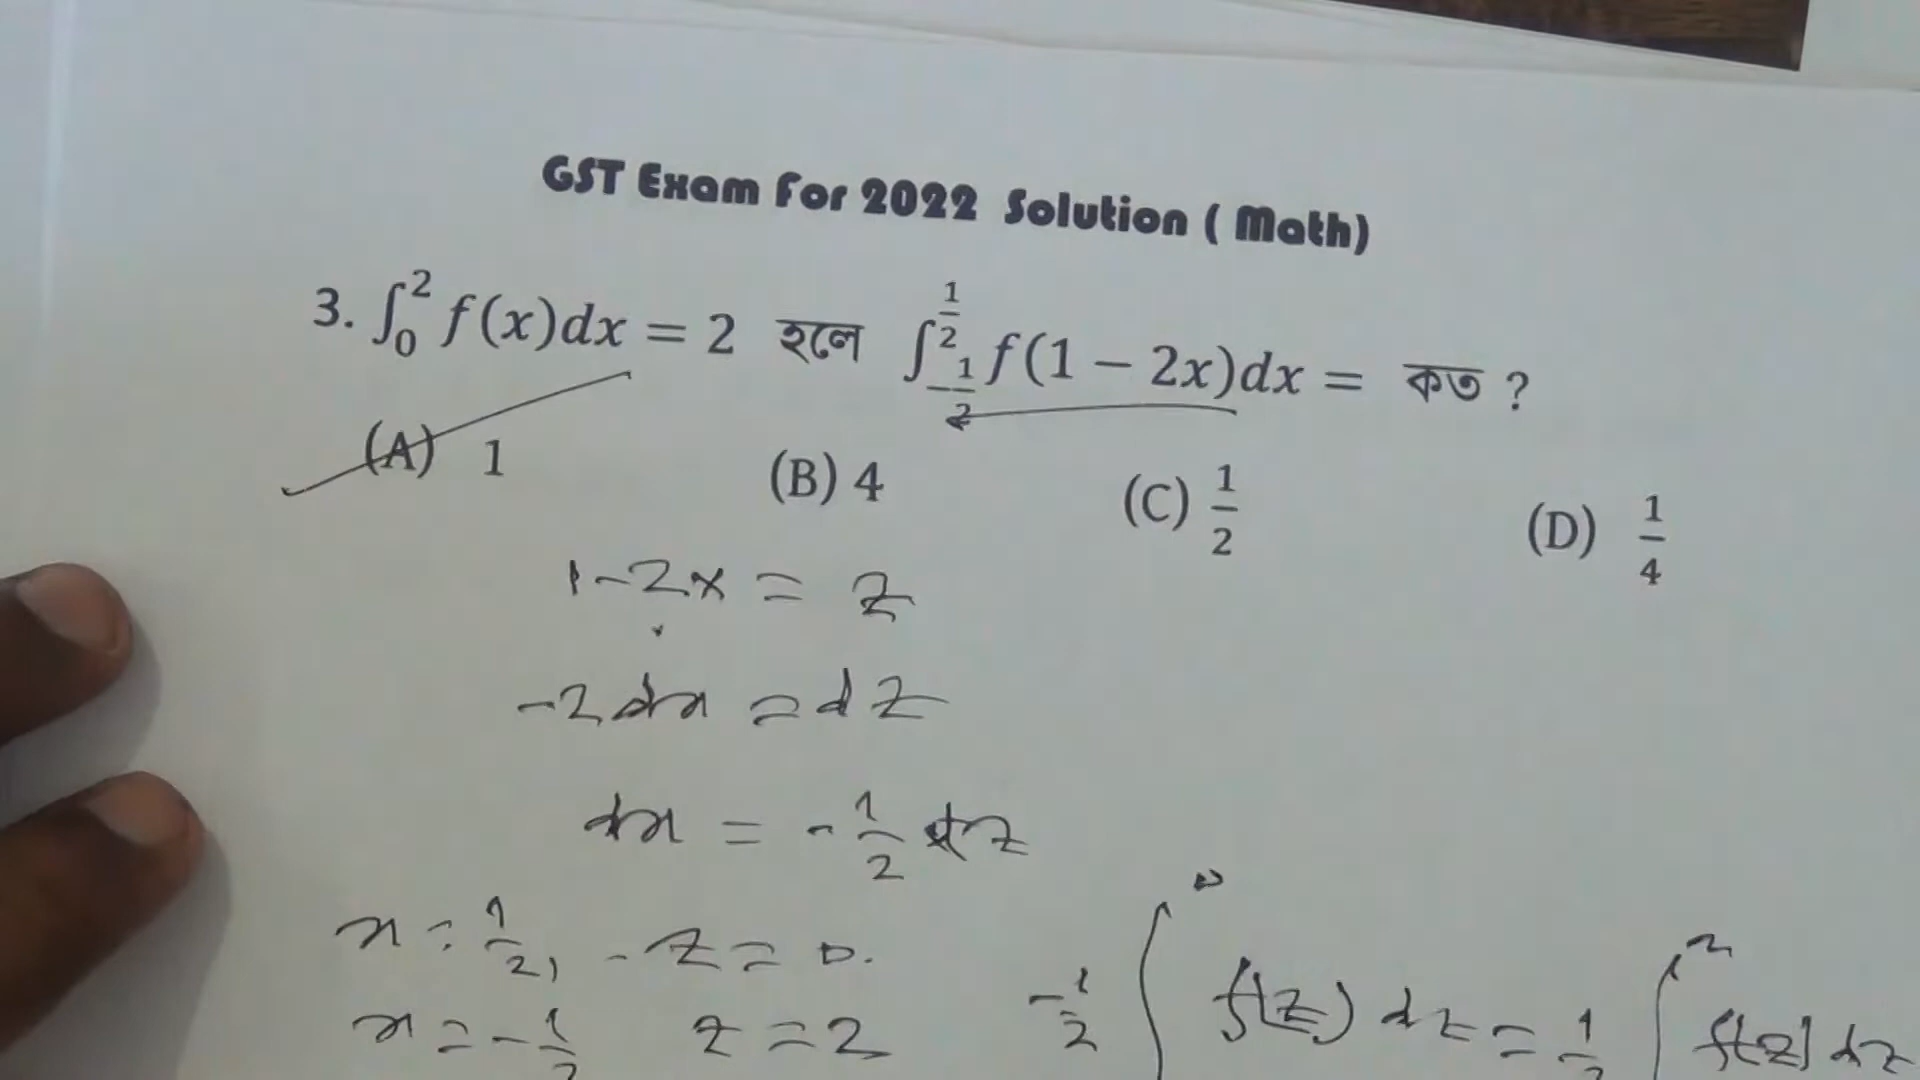 GST Exam For 2022 Solution ( Math)
3. ∫₀² f(x)dx = 2 হলে ∫_{-1/2}^{1/2} f(1 − 2x)dx = কত ?
(A) 1 (B) 4 (C) 1/2 (D) 1/4
1-2x = z
-2dx = dz
dx = -1/2 dz
x = 1/2, - z = 0.
x = -1/2 z = 2
-1/2 ∫ f(z) dz = 1/2 ∫² f(z) dz